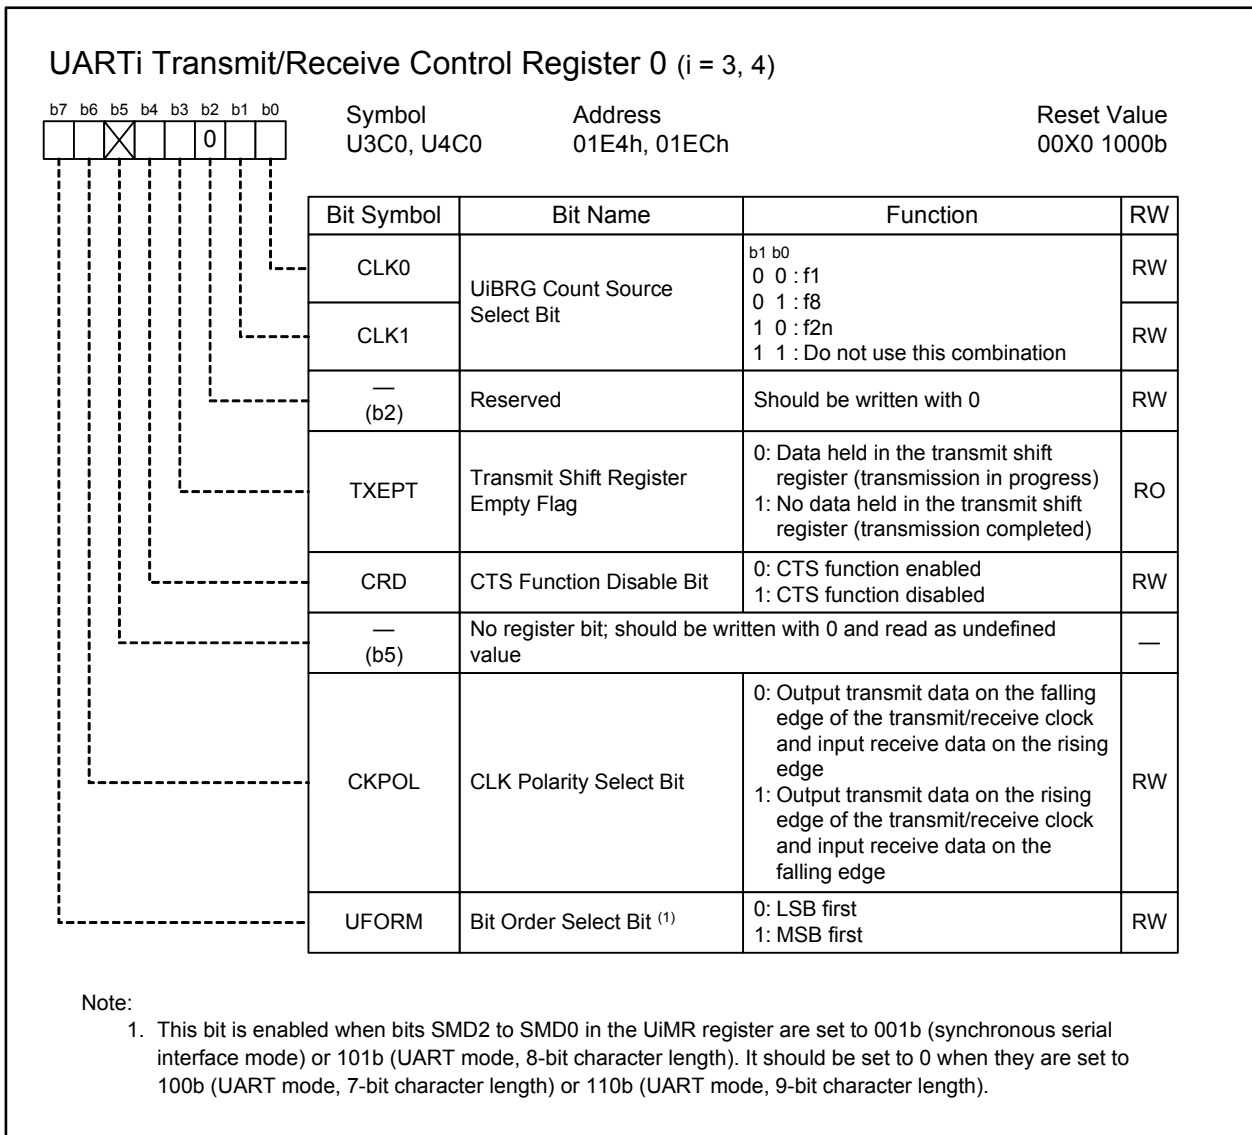 UARTi Transmit/Receive Control Register 0 (i = 3, 4)
b7 b6 b5 b4 b3 b2 b1 b0
0
Symbol Address Reset Value
U3C0, U4C0 01E4h, 01ECh 00X0 1000b
Bit Symbol Bit Name Function RW
CLK0
CLK1
UiBRG Count Source
Select Bit
b1 b0
0 0 : f1
0 1 : f8
1 0 : f2n
1 1 : Do not use this combination
RW
RW
—
(b2)
Reserved
Should be written with 0
RW
TXEPT
Transmit Shift Register
Empty Flag
0: Data held in the transmit shift
register (transmission in progress)
1: No data held in the transmit shift
register (transmission completed)
RO
CRD
CTS Function Disable Bit
0: CTS function enabled
1: CTS function disabled
RW
—
(b5)
No register bit; should be written with 0 and read as undefined
value
—
CKPOL
CLK Polarity Select Bit
0: Output transmit data on the falling
edge of the transmit/receive clock
and input receive data on the rising
edge
1: Output transmit data on the rising
edge of the transmit/receive clock
and input receive data on the
falling edge
RW
UFORM
Bit Order Select Bit (1)
0: LSB first
1: MSB first
RW
Note:
1. This bit is enabled when bits SMD2 to SMD0 in the UiMR register are set to 001b (synchronous serial
interface mode) or 101b (UART mode, 8-bit character length). It should be set to 0 when they are set to
100b (UART mode, 7-bit character length) or 110b (UART mode, 9-bit character length).